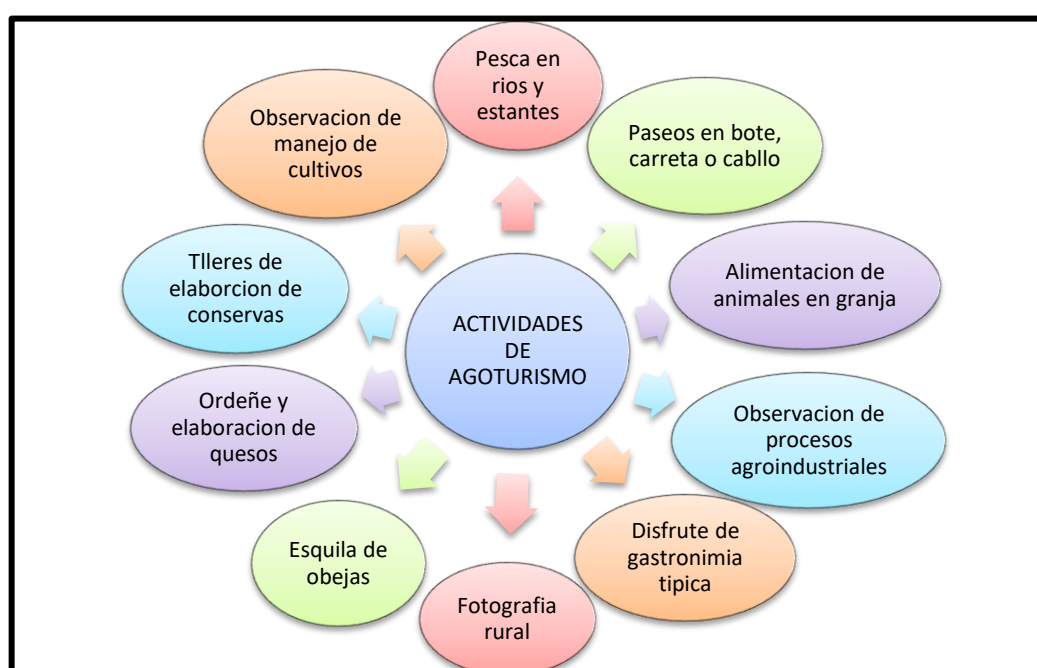 Pesca en
rios y
estantes
Paseos en bote,
carreta o cabllo
Alimentacion de
animales en granja
Observacion de
procesos
agroindustriales
Disfrute de
gastronimia
tipica
Fotografia
rural
Esquila de
obejas
Ordeñe y
elaboracion de
quesos
Tlleres de
elaborcion de
conservas
Observacion de
manejo de
cultivos
ACTIVIDADES
DE
AGOTURISMO